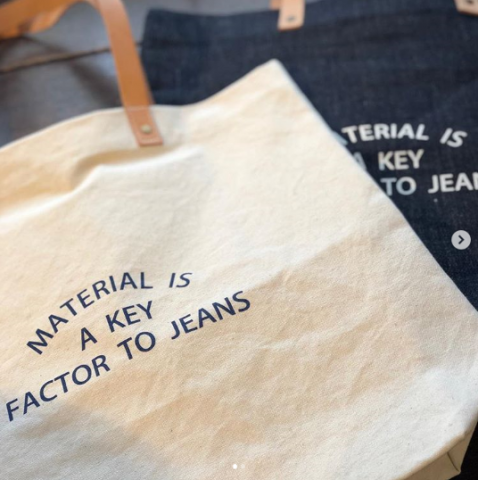 MATERIAL IS
A KEY
FACTOR TO JEANS
TERIAL IS
A KEY
TO JEAN